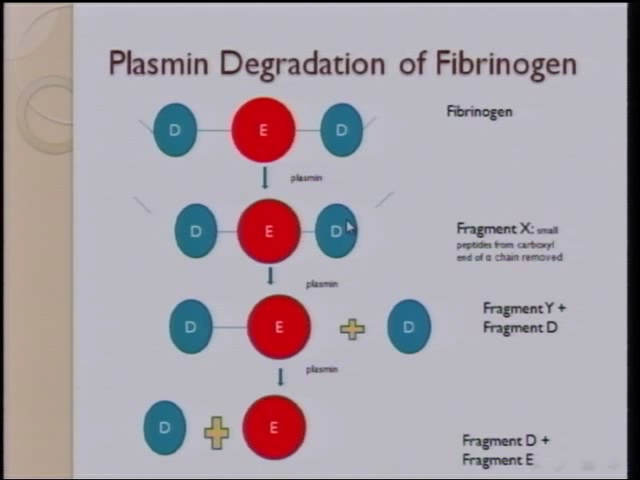 Plasmin Degradation of Fibrinogen
D E D
Fibrinogen
plasmin
D E D
Fragment X: small
peptides from carboxyl
end of α chain removed
plasmin
D E D
Fragment Y +
Fragment D
plasmin
D E
Fragment D +
Fragment E